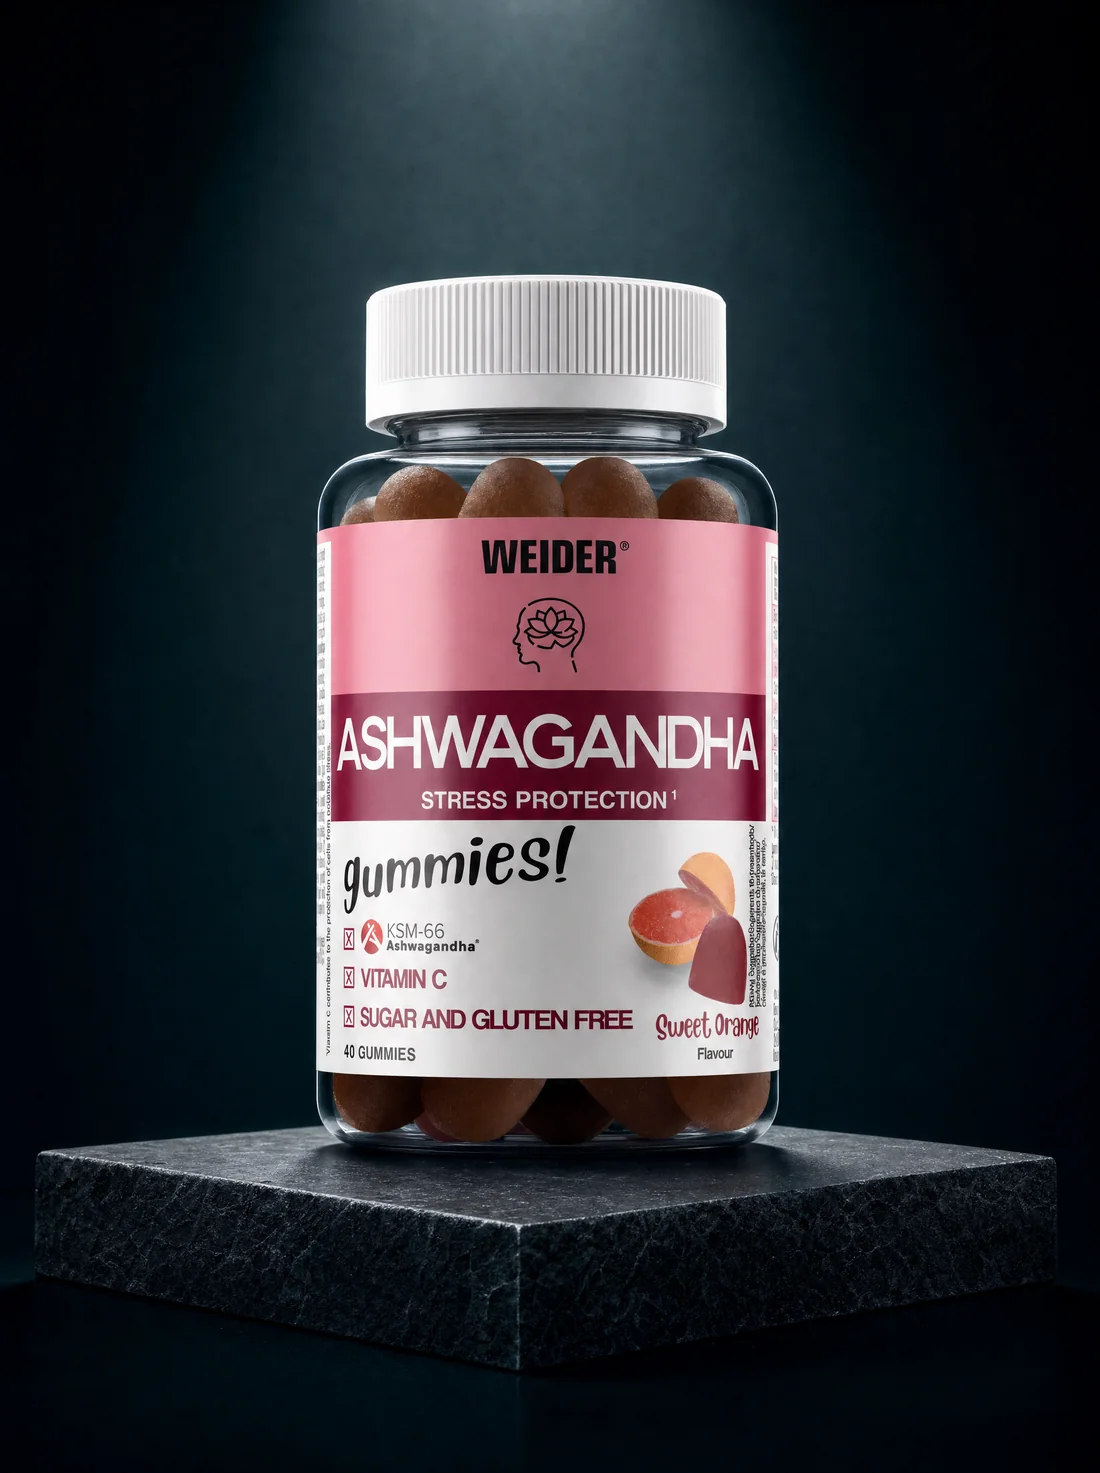 WEIDER®
ASHWAGANDHA
STRESS PROTECTION¹
gummies!
KSM-66
Ashwagandha®
VITAMIN C
SUGAR AND GLUTEN FREE
40 GUMMIES
Sweet Orange
Flavour